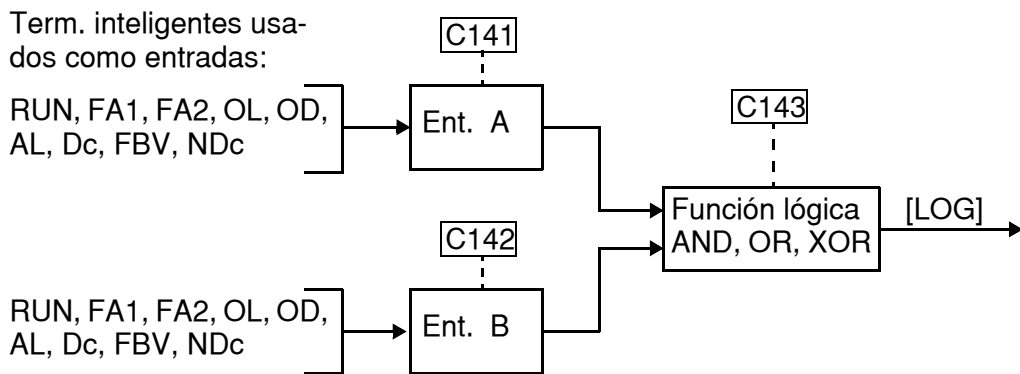 Term. inteligentes usa-
dos como entradas:
C141
RUN, FA1, FA2, OL, OD,
AL, Dc, FBV, NDc
Ent. A
C143
Función lógica
AND, OR, XOR
[LOG]
C142
RUN, FA1, FA2, OL, OD,
AL, Dc, FBV, NDc
Ent. B